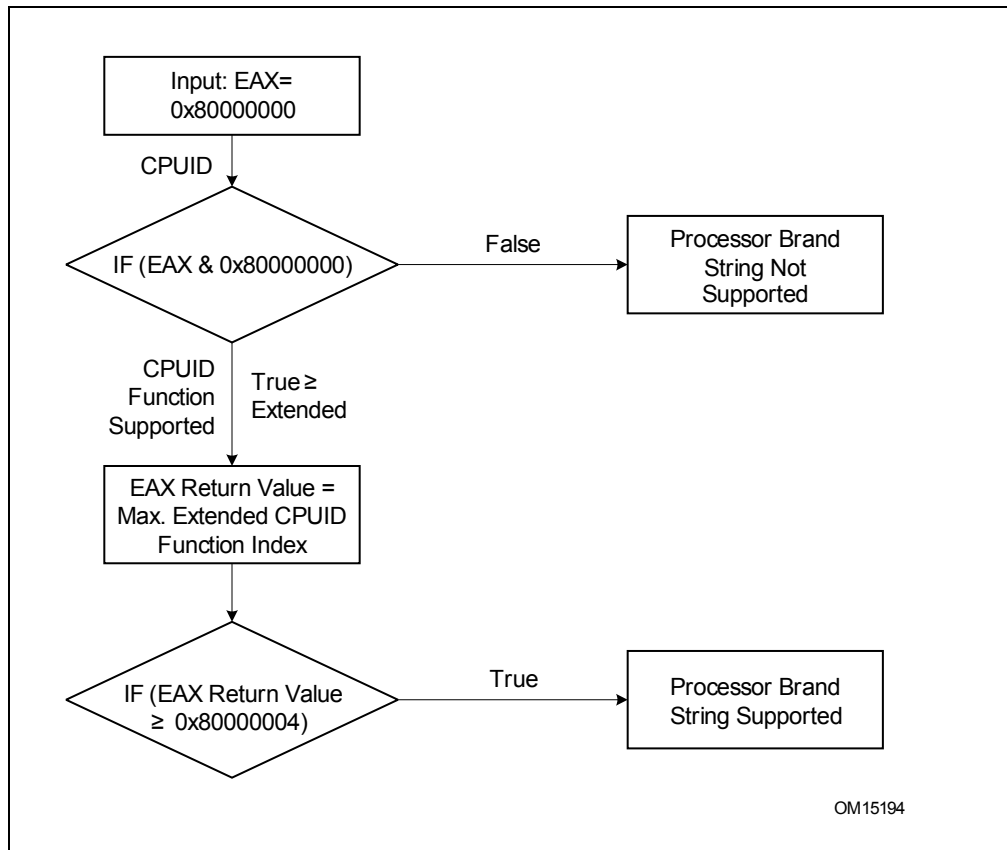 Input: EAX=
0x80000000
CPUID
IF (EAX & 0x80000000)
False
Processor Brand
String Not
Supported
CPUID
Function
Supported
True ≥
Extended
EAX Return Value =
Max. Extended CPUID
Function Index
IF (EAX Return Value
≥ 0x80000004)
True
Processor Brand
String Supported
OM15194